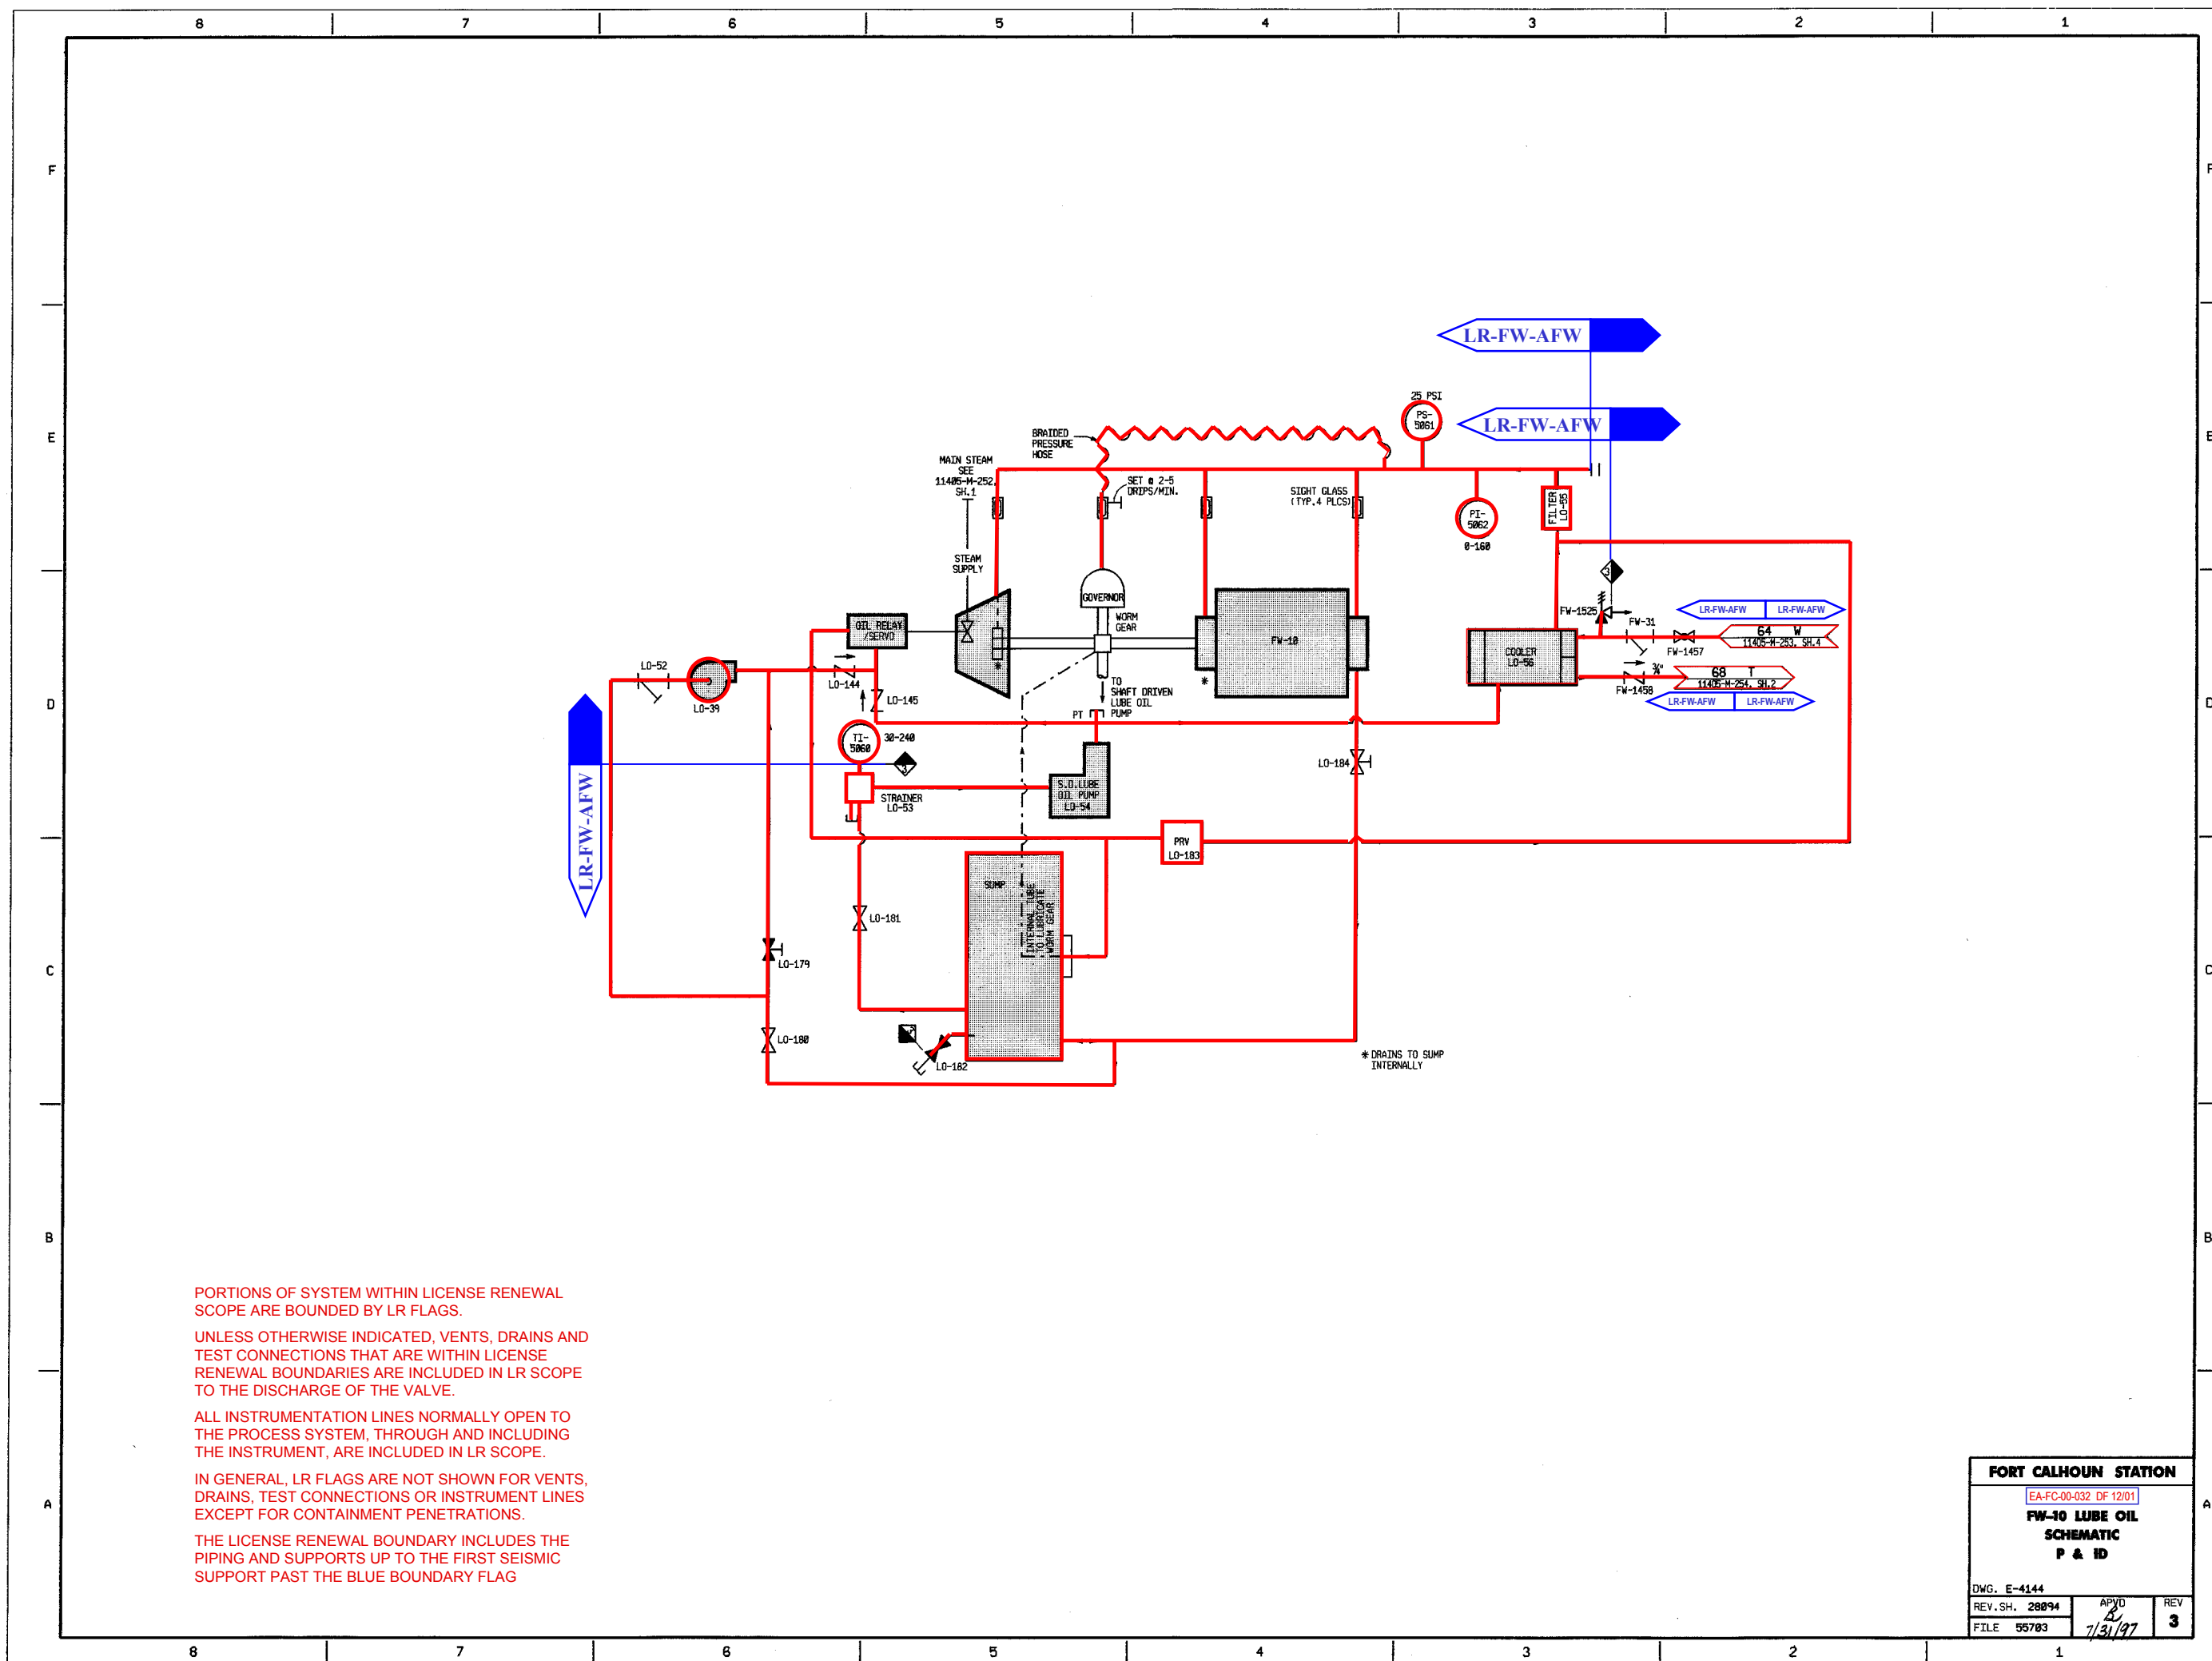 8 7 6 5 4 3 2 1
F
E
D
C
B
A
LR-FW-AFW
LR-FW-AFW
25 PSI
PS-
5061
BRAIDED
PRESSURE
HOSE
MAIN STEAM
SEE
11405-M-252,
SH.1
SET @ 2-5
DRIPS/MIN.
SIGHT GLASS
(TYP.4 PLCS)
PI-
5062
0-160
FILTER
LO-55
STEAM
SUPPLY
GOVERNOR
WORM
GEAR
OIL RELAY
/SERVO
FW-10
COOLER
LO-56
3
FW-1525
FW-31
FW-1457
LR-FW-AFW LR-FW-AFW
64 W
11405-M-253, SH.4
3/4"
68 T
11405-M-254, SH.2
FW-1458
LR-FW-AFW LR-FW-AFW
LO-52
LO-39
LO-144
LO-145
*
*
TO
SHAFT DRIVEN
LUBE OIL
PUMP
PT
TI-
5060
30-240
3
LO-184
STRAINER
LO-53
S.D.LUBE
OIL PUMP
LO-54
LR-FW-AFW
PRV
LO-183
SUMP
INTERNAL TUBE
TO LUBRICATE
WORM GEAR
LO-181
LO-179
LO-180
LO-182
* DRAINS TO SUMP
INTERNALLY
PORTIONS OF SYSTEM WITHIN LICENSE RENEWAL
SCOPE ARE BOUNDED BY LR FLAGS.
UNLESS OTHERWISE INDICATED, VENTS, DRAINS AND
TEST CONNECTIONS THAT ARE WITHIN LICENSE
RENEWAL BOUNDARIES ARE INCLUDED IN LR SCOPE
TO THE DISCHARGE OF THE VALVE.
ALL INSTRUMENTATION LINES NORMALLY OPEN TO
THE PROCESS SYSTEM, THROUGH AND INCLUDING
THE INSTRUMENT, ARE INCLUDED IN LR SCOPE.
IN GENERAL, LR FLAGS ARE NOT SHOWN FOR VENTS,
DRAINS, TEST CONNECTIONS OR INSTRUMENT LINES
EXCEPT FOR CONTAINMENT PENETRATIONS.
THE LICENSE RENEWAL BOUNDARY INCLUDES THE
PIPING AND SUPPORTS UP TO THE FIRST SEISMIC
SUPPORT PAST THE BLUE BOUNDARY FLAG
FORT CALHOUN STATION
EA-FC-00-032 DF 12/01
FW-10 LUBE OIL
SCHEMATIC
P & ID
DWG. E-4144
REV.SH. 28094
FILE 55703
APVD
7/31/97
REV
3
F
E
D
C
B
A
8 7 6 5 4 3 2 1